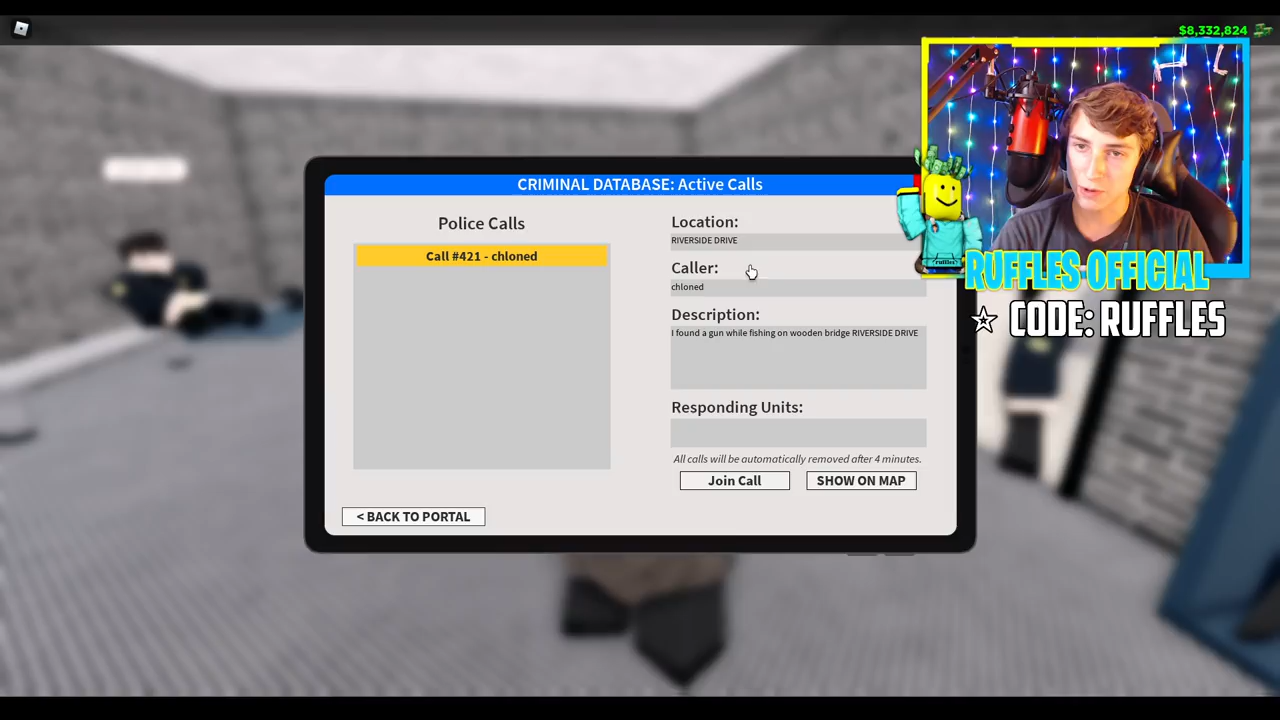 $8,332,824
CRIMINAL DATABASE: Active Calls
Police Calls
Call #421 - chloned
< BACK TO PORTAL
Location:
RIVERSIDE DRIVE
Caller:
chloned
Description:
I found a gun while fishing on wooden bridge RIVERSIDE DRIVE
Responding Units:
All calls will be automatically removed after 4 minutes.
Join Call
SHOW ON MAP
RUFFLES OFFICIAL
CODE: RUFFLES
ruffles